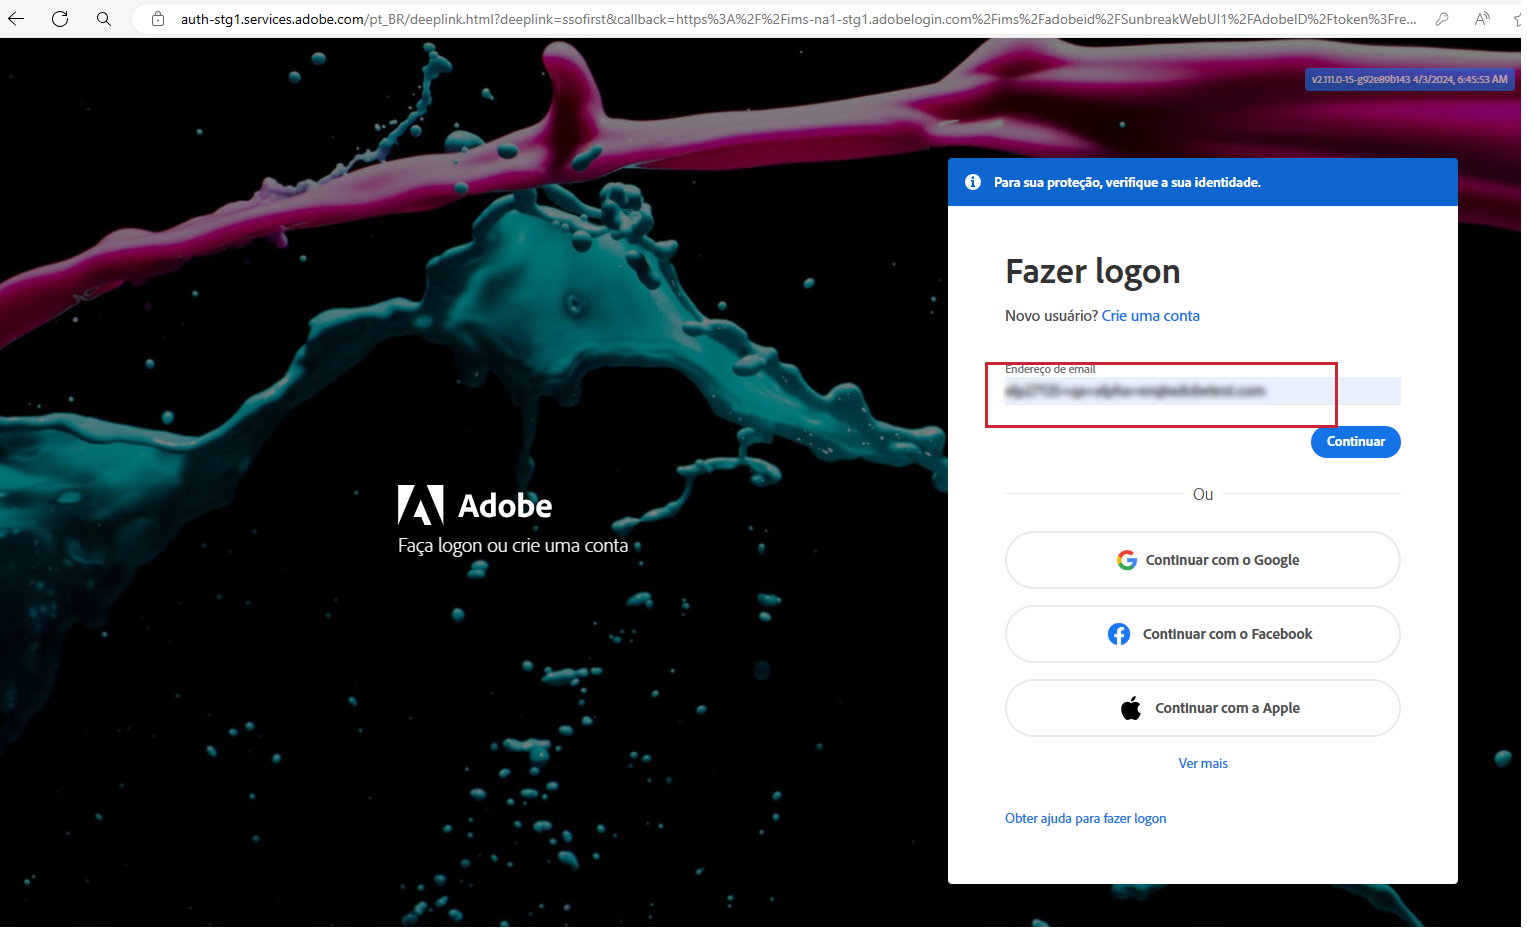 auth-stg1.services.adobe.com/pt_BR/deeplink.html?deeplink=ssofirst&callback=https%3A%2F%2Fims-na1-stg1.adobelogin.com%2Fims%2Fadobeid%2FSunbreakWebUI1%2FAdobeID%2Ftoken%3Fre...
v2.111.0-15-g92e89b143 4/3/2024, 6:45:53 AM
Para sua proteção, verifique a sua identidade.
Fazer logon
Novo usuário? Crie uma conta
Endereço de email
Continuar
Ou
Adobe
Faça logon ou crie uma conta
Continuar com o Google
Continuar com o Facebook
Continuar com a Apple
Ver mais
Obter ajuda para fazer logon